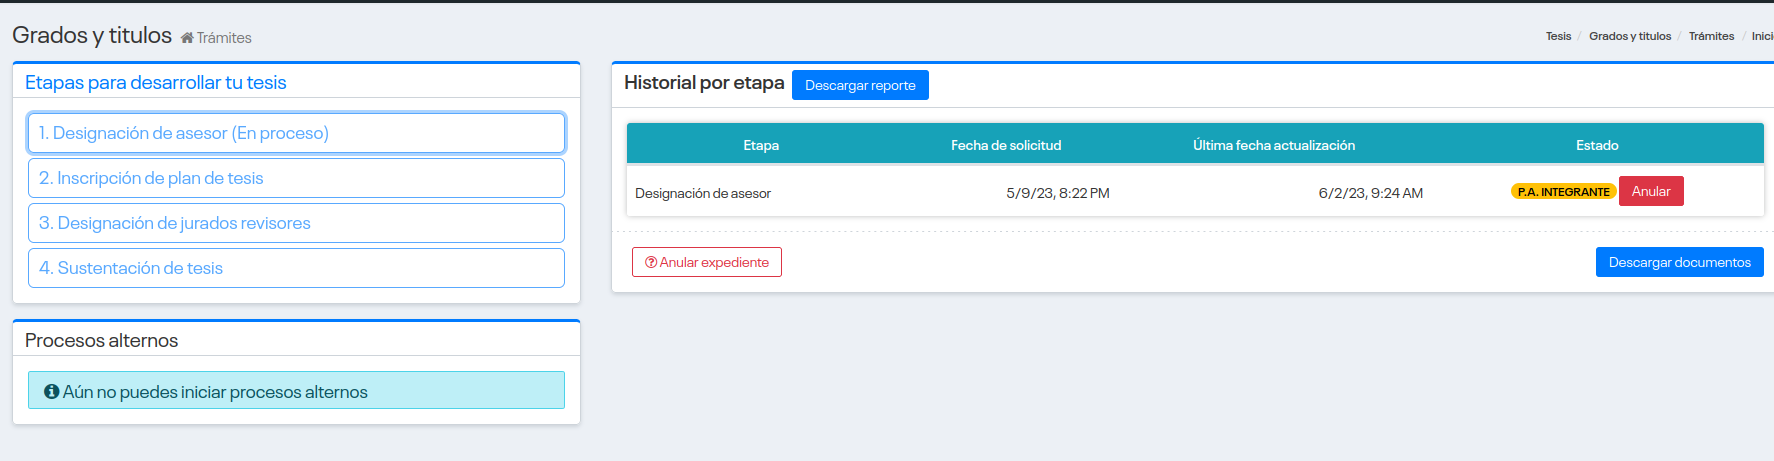 Grados y titulos Trámites
Tesis / Grados y titulos / Trámites /
Etapas para desarrollar tu tesis
1. Designación de asesor (En proceso)
2. Inscripción de plan de tesis
3. Designación de jurados revisores
4. Sustentación de tesis
Procesos alternos
Aún no puedes iniciar procesos alternos
Historial por etapa Descargar reporte
Etapa Fecha de solicitud Última fecha actualización Estado
Designación de asesor 5/9/23, 8:22 PM 6/2/23, 9:24 AM P.A. INTEGRANTE Anular
Anular expediente Descargar documentos